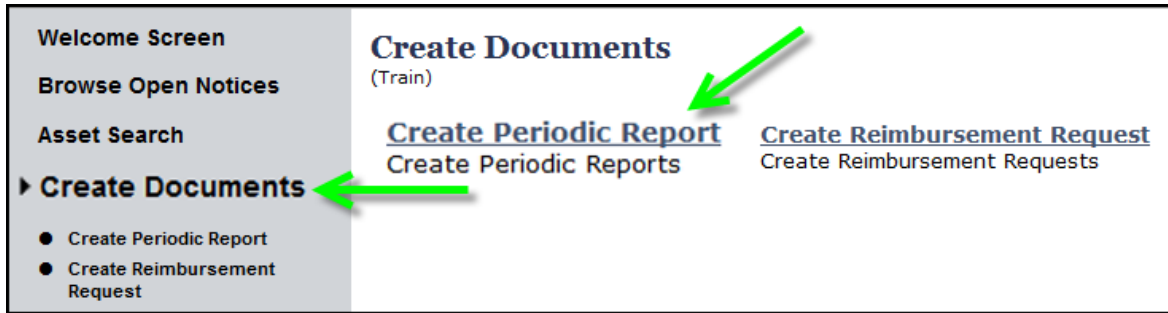 Welcome Screen
Browse Open Notices
Asset Search
Create Documents
Create Periodic Report
Create Reimbursement
Request
Create Documents
(Train)
Create Periodic Report
Create Periodic Reports
Create Reimbursement Request
Create Reimbursement Requests